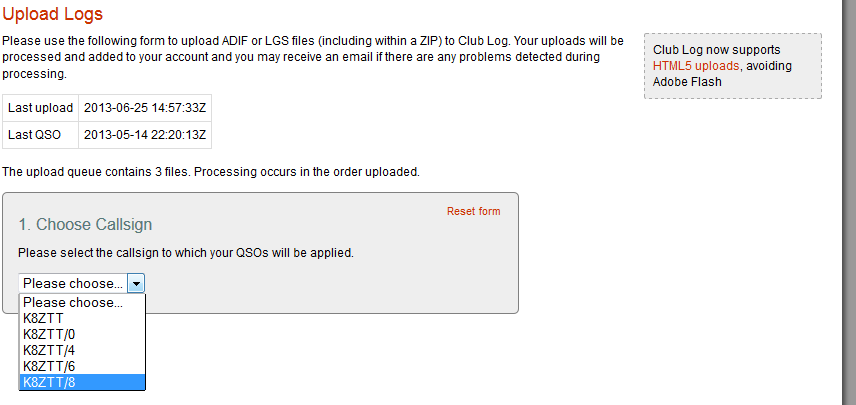 Upload Logs
Please use the following form to upload ADIF or LGS files (including within a ZIP) to Club Log. Your uploads will be
processed and added to your account and you may receive an email if there are any problems detected during
processing.
Club Log now supports
HTML5 uploads, avoiding
Adobe Flash
Last upload 2013-06-25 14:57:33Z
Last QSO 2013-05-14 22:20:13Z
The upload queue contains 3 files. Processing occurs in the order uploaded.
Reset form
1. Choose Callsign
Please select the callsign to which your QSOs will be applied.
Please choose...
Please choose...
K8ZTT
K8ZTT/0
K8ZTT/4
K8ZTT/6
K8ZTT/8